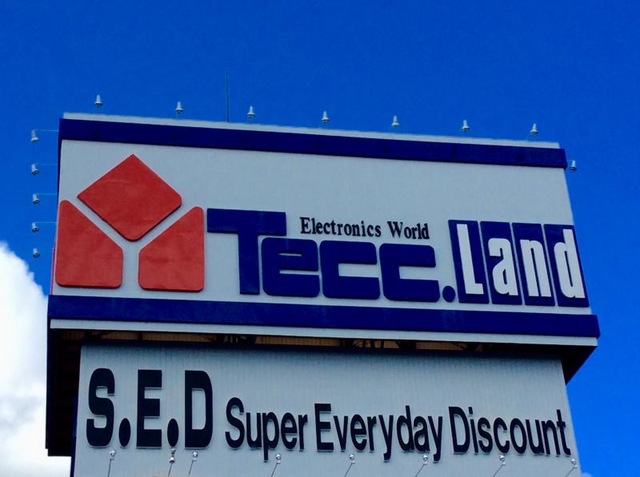 Electronics World
Tecc.Land
S.E.D Super Everyday Discount